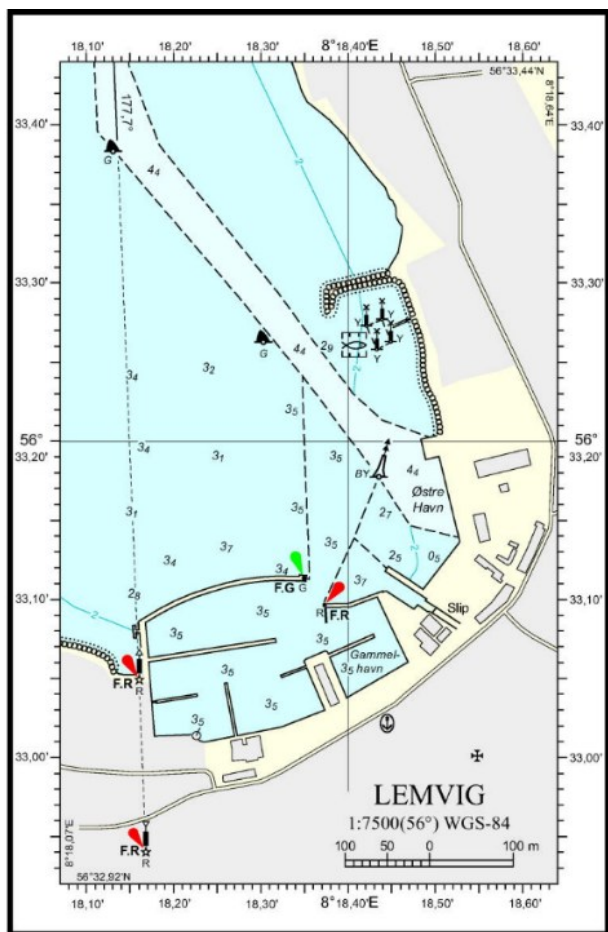 18,10' 18,20' 18,30' 8°18,40'E 18,50' 18,60'
56°33,44'N
8°18,64'E
177,7°
33,40' 33,40'
G
4₄
33,30' 33,30'
Y Y
Y Y
G
4₄ 2₉
2
3₄ 3₂
3₅
56° 56°
3₄ 3₁ 3₅
33,20' 33,20'
BY 4₄
Østre
Havn
3₁ 3₅ 2₇
3₇ 3₅
3₄ 3₄ 2₅ 0₅
2
F.G G 3₇
33,10' 33,10'
2₈ R F.R
Slip
2
3₅ 3₅ 3₅
Gammel-
havn
3₅ 3₅ 3₅
F.R
R
3₅
33,00' 33,00'
LEMVIG
1:7500(56°) WGS-84
100 50 0 100 m
8°18,07'E
F.R
R
56°32,92'N
18,10' 18,20' 18,30' 8°18,40'E 18,50' 18,60'